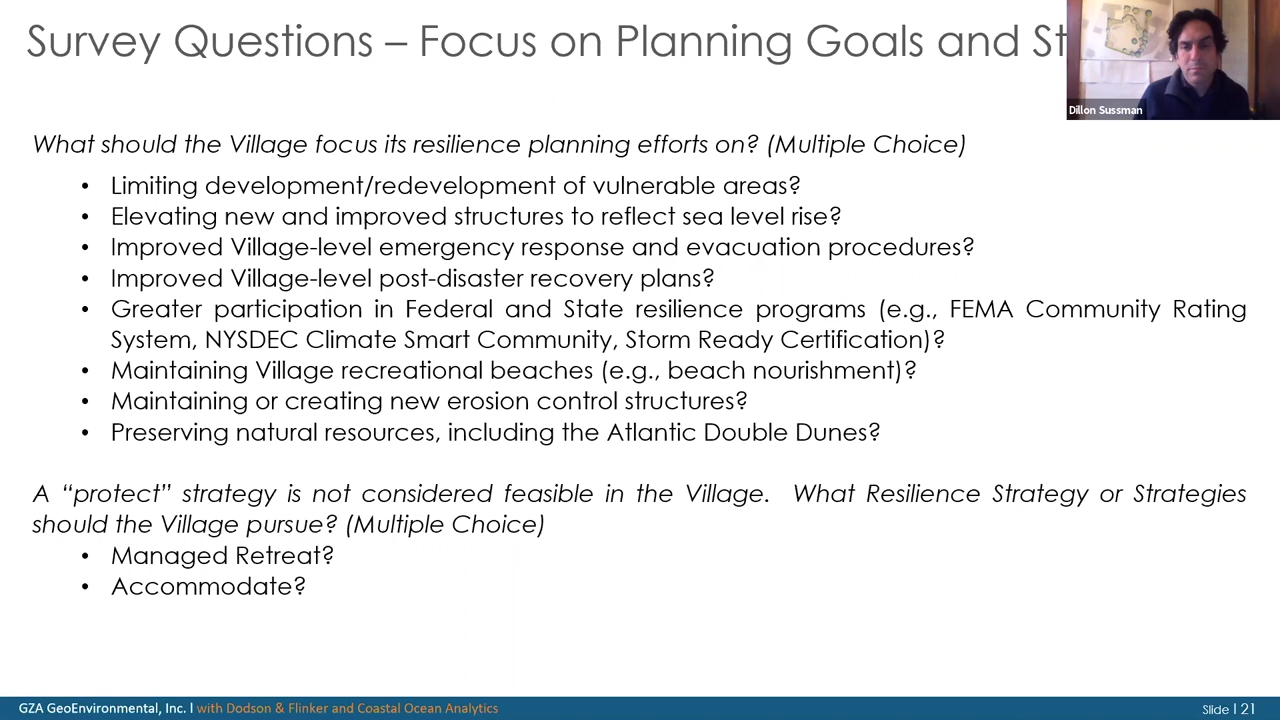 Survey Questions – Focus on Planning Goals and St
Dillon Sussman
What should the Village focus its resilience planning efforts on? (Multiple Choice)
• Limiting development/redevelopment of vulnerable areas?
• Elevating new and improved structures to reflect sea level rise?
• Improved Village-level emergency response and evacuation procedures?
• Improved Village-level post-disaster recovery plans?
• Greater participation in Federal and State resilience programs (e.g., FEMA Community Rating
System, NYSDEC Climate Smart Community, Storm Ready Certification)?
• Maintaining Village recreational beaches (e.g., beach nourishment)?
• Maintaining or creating new erosion control structures?
• Preserving natural resources, including the Atlantic Double Dunes?
A “protect” strategy is not considered feasible in the Village. What Resilience Strategy or Strategies
should the Village pursue? (Multiple Choice)
• Managed Retreat?
• Accommodate?
GZA GeoEnvironmental, Inc. l with Dodson & Flinker and Coastal Ocean Analytics
Slide l 21